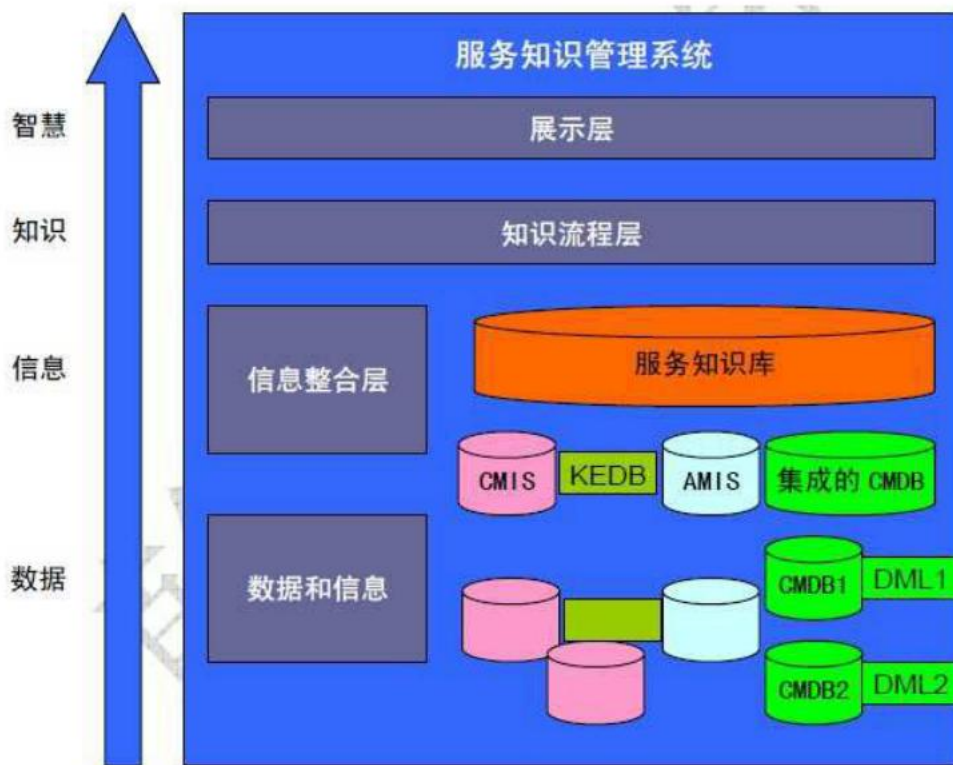 服务知识管理系统
智慧
展示层
知识
知识流程层
信息
信息整合层
服务知识库
CMIS
KEDB
AMIS
集成的 CMDB
数据
数据和信息
CMDB1
DML1
CMDB2
DML2